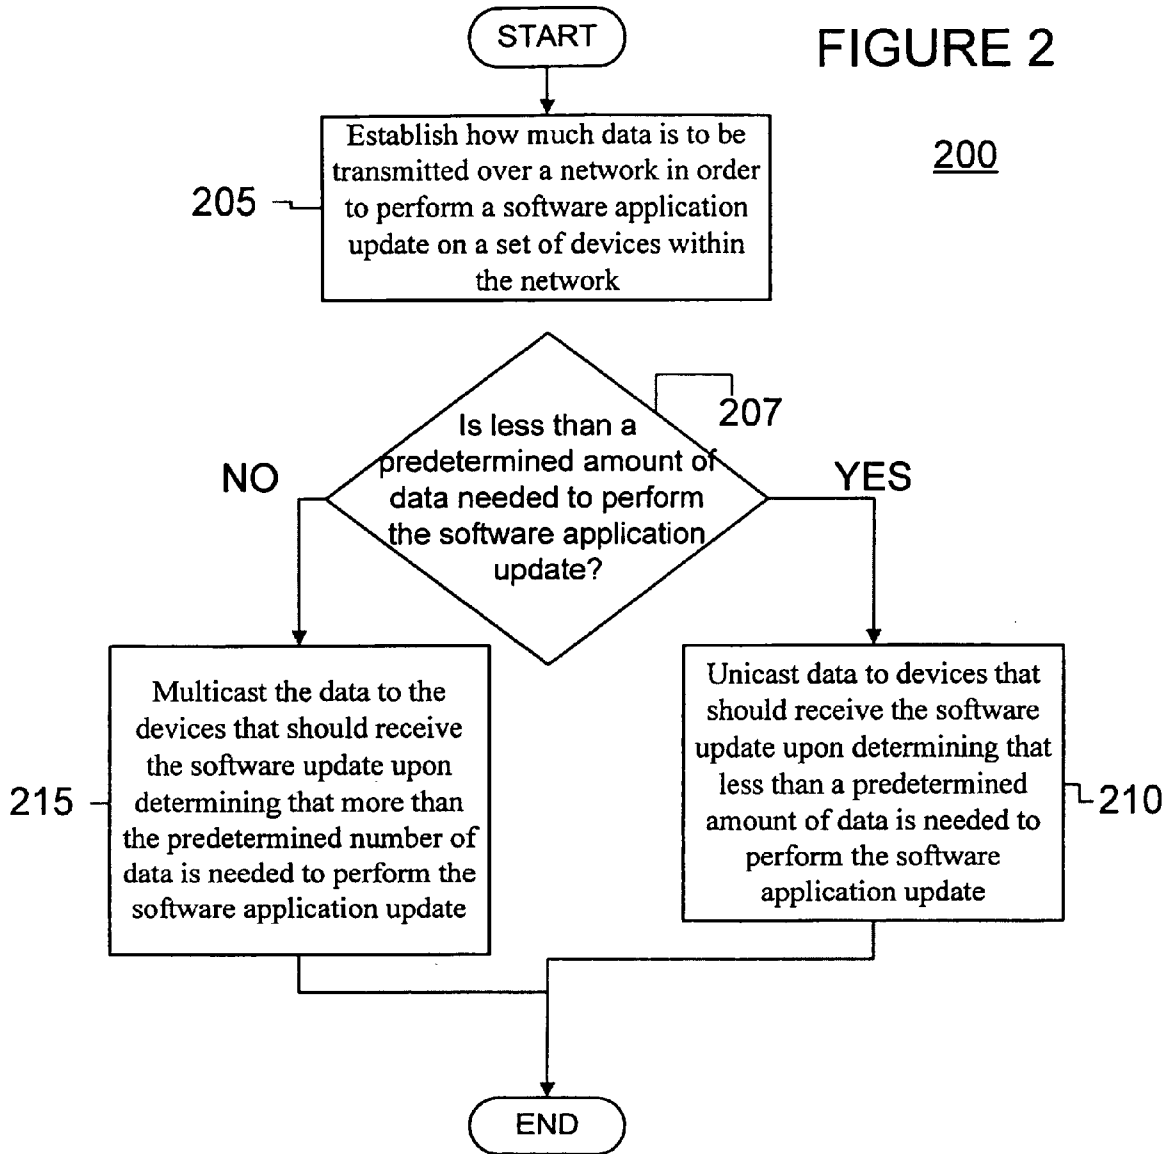 START
FIGURE 2
200
Establish how much data is to be
transmitted over a network in order
to perform a software application
update on a set of devices within
the network
205
207
Is less than a
predetermined amount of
data needed to perform
the software application
update?
NO
YES
Multicast the data to the
devices that should receive
the software update upon
determining that more than
the predetermined number of
data is needed to perform the
software application update
215
Unicast data to devices that
should receive the software
update upon determining that
less than a predetermined
amount of data is needed to
perform the software
application update
210
END